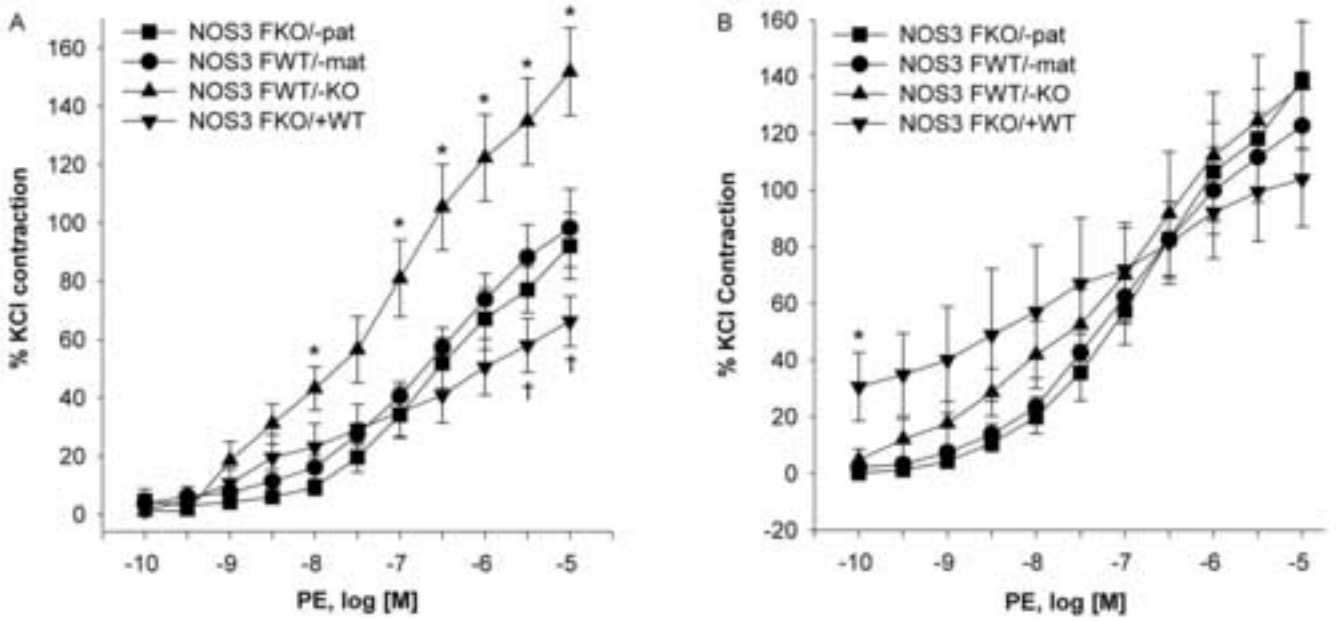 A
NOS3 FKO/-pat
NOS3 FWT/-mat
NOS3 FWT/-KO
NOS3 FKO/+WT
160
140
120
100
80
60
40
20
0
% KCl contraction
* * * * * * *
† †
-10 -9 -8 -7 -6 -5
PE, log [M]
B
NOS3 FKO/-pat
NOS3 FWT/-mat
NOS3 FWT/-KO
NOS3 FKO/+WT
160
140
120
100
80
60
40
20
0
-20
% KCl Contraction
*
-10 -9 -8 -7 -6 -5
PE, log [M]